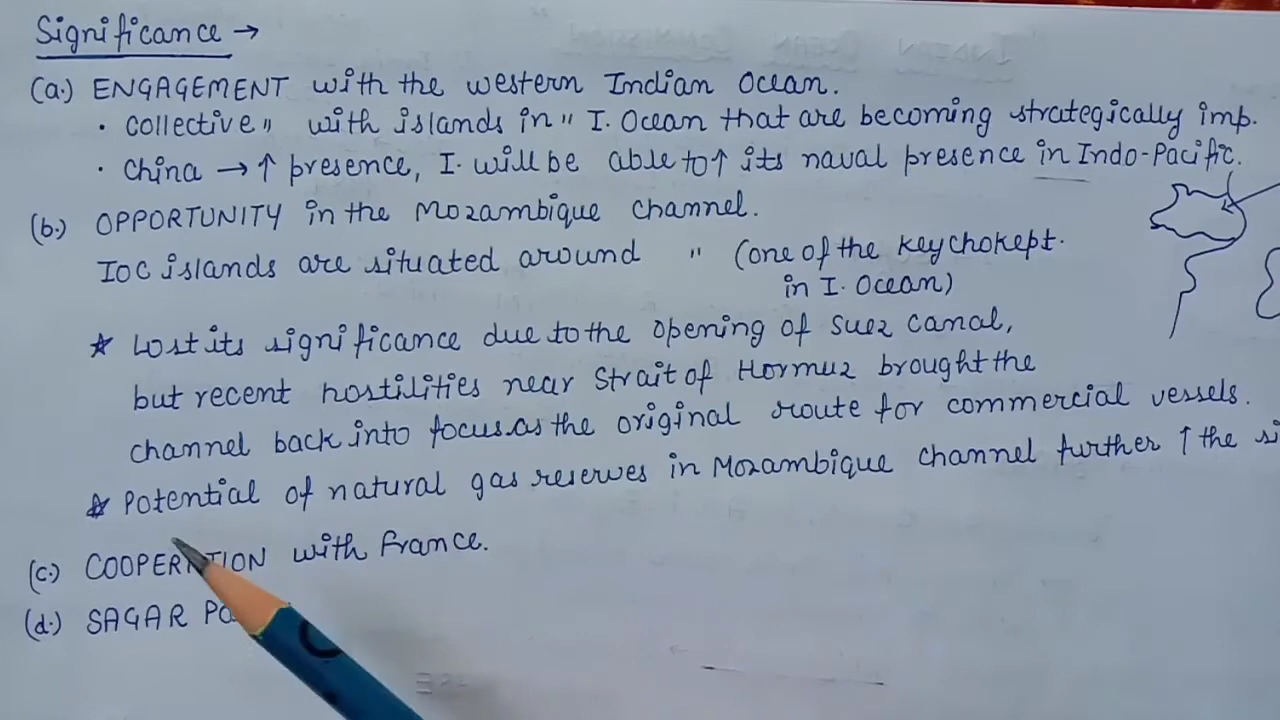 Significance →
(a.) ENGAGEMENT with the western Indian Ocean.
• collective " with islands in " I. Ocean that are becoming strategically imp.
• China → ↑ presence, I. will be able to ↑ its naval presence in Indo-Pacific.
(b.) OPPORTUNITY in the Mozambique channel.
IOC islands are situated around " (one of the key chokept.
in I. Ocean)
* Lost its significance due to the opening of Suez canal,
but recent hostilities near Strait of Hormuz brought the
channel back into focus as the original route for commercial vessels.
* Potential of natural gas reserves in Mozambique channel further ↑ the si
(c.) COOPERATION with France.
(d.) SAGAR